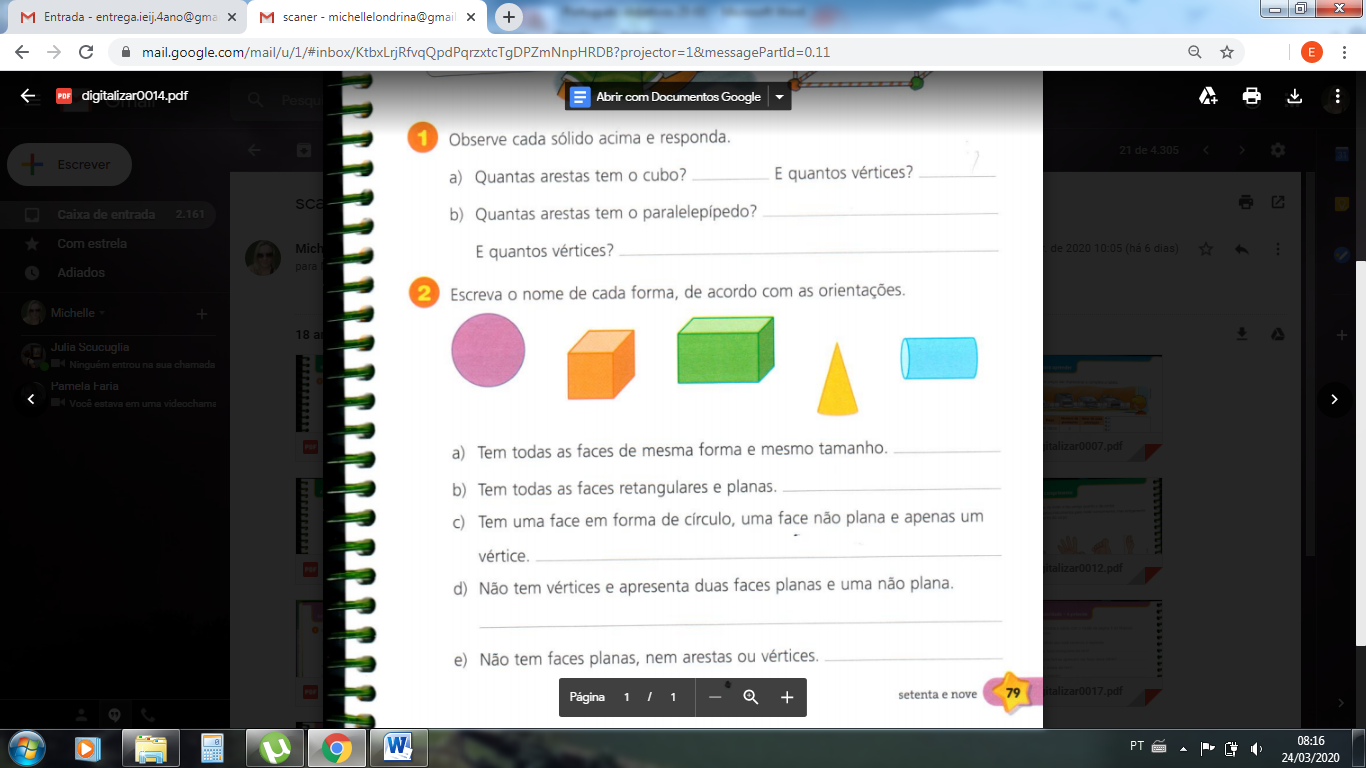 Entrada - entrega.ieij.4ano@gma
scaner - michellelondrina@gmail
mail.google.com/mail/u/1/#inbox/KtbxLrjRfvqQpdPqrzxtcTgDPZmNnpHRDB?projector=1&messagePartId=0.11
E
PDF digitalizar0014.pdf
Abrir com Documentos Google
Escrever
21 de 4.305
Caixa de entrada 2.161
Com estrela
Adiados
de 2020 10:05 (há 6 dias)
Michelle
Julia Scucuglia
Ninguém entrou na sua chamada
Pamela Faria
Você estava em uma videochama
1 Observe cada sólido acima e responda.
a) Quantas arestas tem o cubo? E quantos vértices?
b) Quantas arestas tem o paralelepípedo?
E quantos vértices?
2 Escreva o nome de cada forma, de acordo com as orientações.
a) Tem todas as faces de mesma forma e mesmo tamanho.
b) Tem todas as faces retangulares e planas.
c) Tem uma face em forma de círculo, uma face não plana e apenas um
vértice.
d) Não tem vértices e apresenta duas faces planas e uma não plana.
e) Não tem faces planas, nem arestas ou vértices.
setenta e nove 79
gitalizar0007.pdf
gitalizar0012.pdf
gitalizar0017.pdf
Página 1 / 1
PT
08:16
24/03/2020